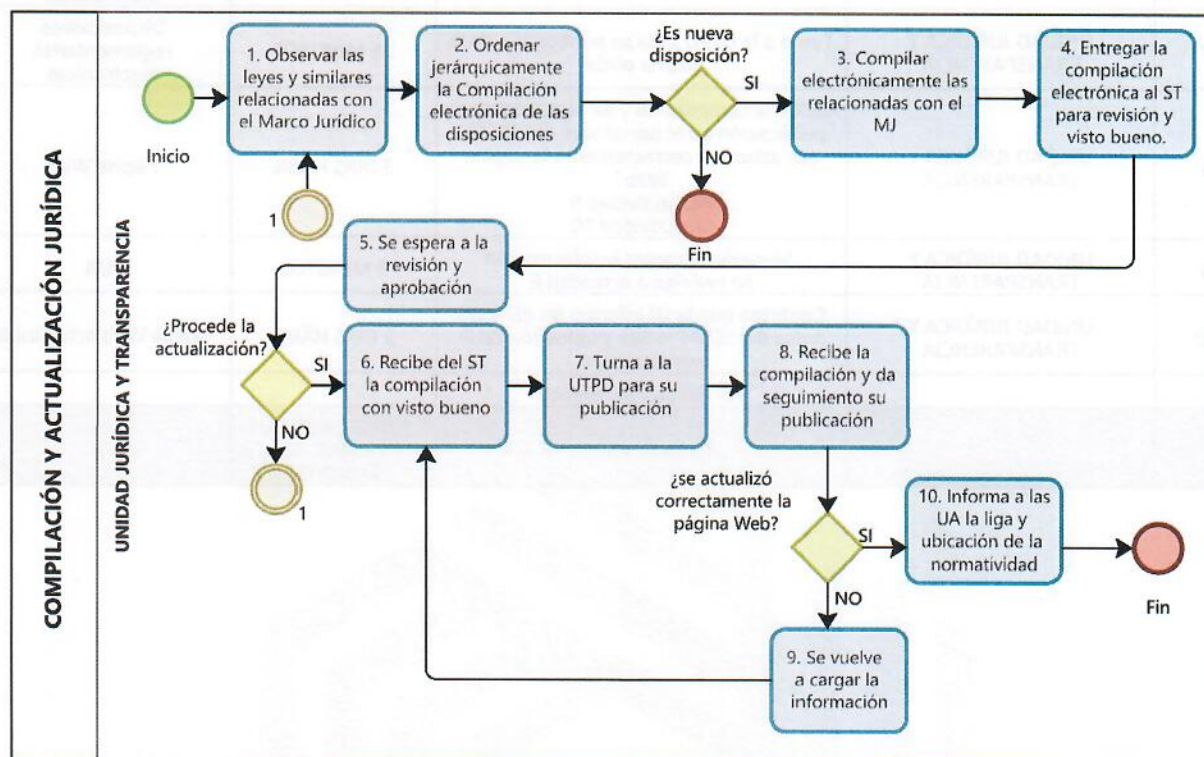 COMPILACIÓN Y ACTUALIZACIÓN JURÍDICA
UNIDAD JURÍDICA Y TRANSPARENCIA
Inicio
1. Observar las
leyes y similares
relacionadas con
el Marco Jurídico
1
2. Ordenar
jerárquicamente
la Compilación
electrónica de las
disposiciones
¿Es nueva
disposición?
SI
NO
Fin
3. Compilar
electrónicamente las
relacionadas con el
MJ
4. Entregar la
compilación
electrónica al ST
para revisión y
visto bueno.
5. Se espera a la
revisión y
aprobación
¿Procede la
actualización?
SI
NO
1
6. Recibe del ST
la compilación
con visto bueno
7. Turna a la
UTPD para su
publicación
8. Recibe la
compilación y da
seguimiento su
publicación
¿se actualizó
correctamente la
página Web?
SI
NO
9. Se vuelve
a cargar la
información
10. Informa a las
UA la liga y
ubicación de la
normatividad
Fin